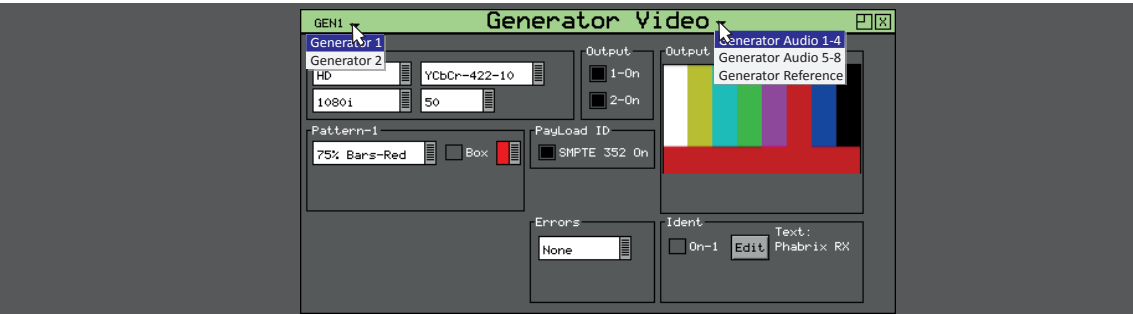 GEN1 Generator Video
Generator 1
Generator 2
Generator Audio 1-4
Generator Audio 5-8
Generator Reference
HD YCbCr-422-10
1080i 50
Output
1-On
2-On
Output
Pattern-1
75% Bars-Red Box
PayLoad ID
SMPTE 352 On
Errors
None
Ident
On-1 Edit Text:
Phabrix RX